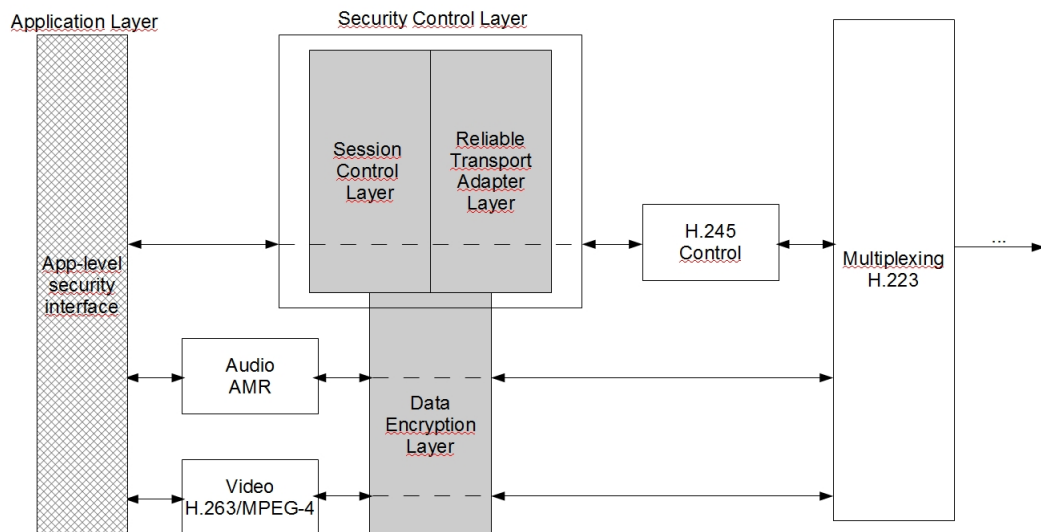 Application Layer
Security Control Layer
Session
Control
Layer
Reliable
Transport
Adapter
Layer
H.245
Control
Multiplexing
H.223
...
App-level
security
interface
Audio
AMR
Data
Encryption
Layer
Video
H.263/MPEG-4